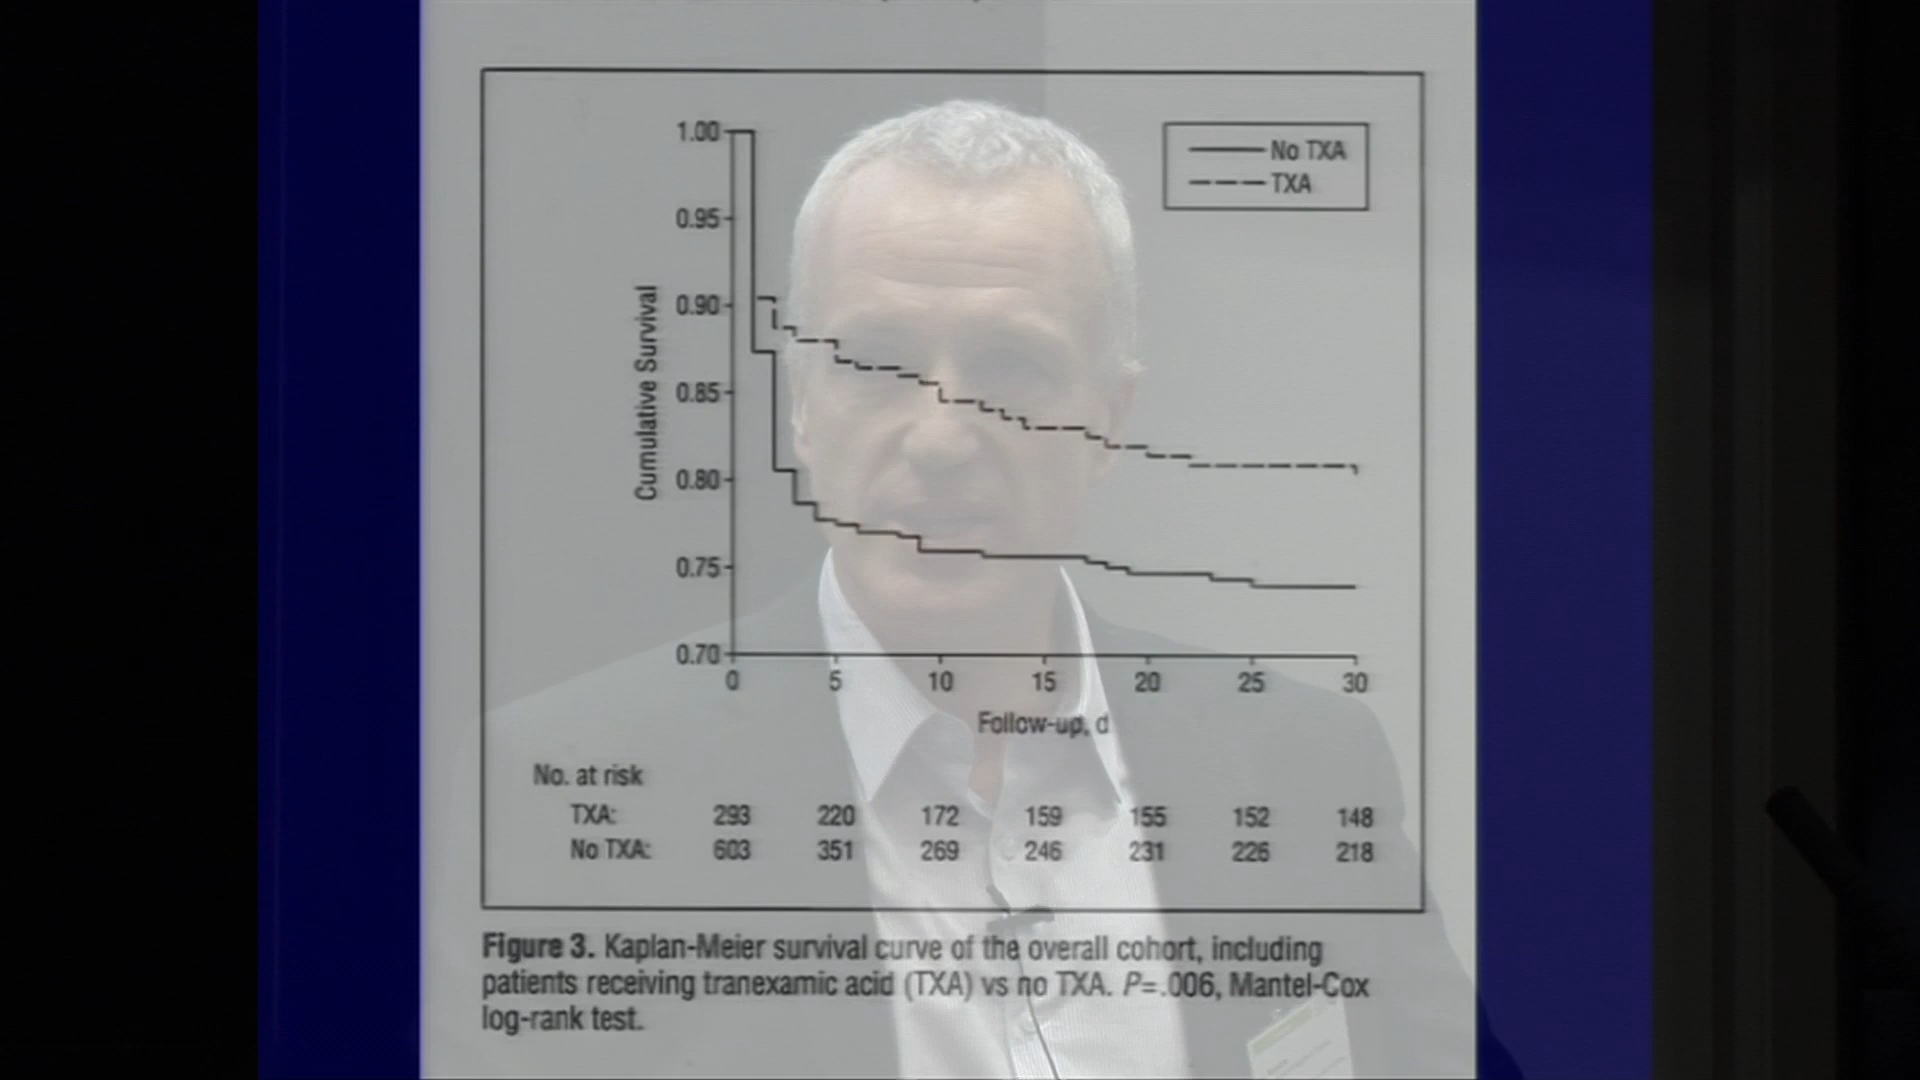 1.00
No TXA
TXA
0.95
0.90
0.85
0.80
0.75
0.70
Cumulative Survival
0 5 10 15 20 25 30
Follow-up, d
No. at risk
TXA: 293 220 172 159 155 152 148
No TXA: 603 351 269 246 231 226 218
Figure 3. Kaplan-Meier survival curve of the overall cohort, including
patients receiving tranexamic acid (TXA) vs no TXA. P=.006, Mantel-Cox
log-rank test.